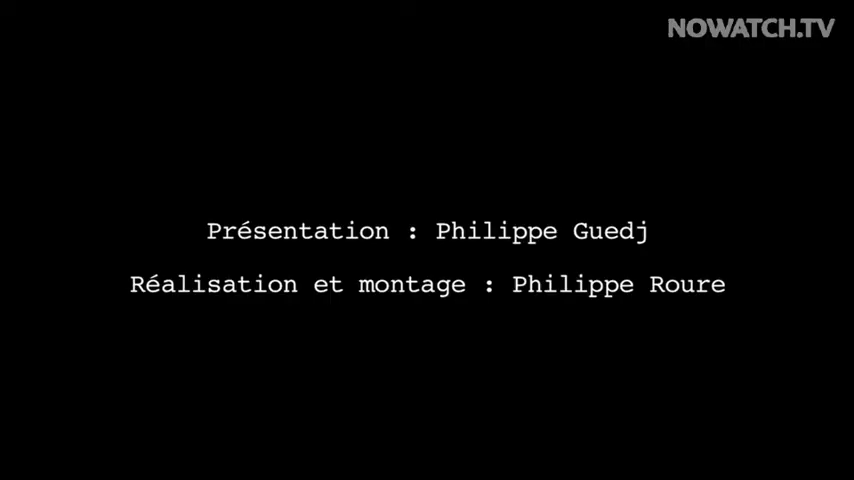 NOWATCH.TV
Présentation : Philippe Guedj
Réalisation et montage : Philippe Roure